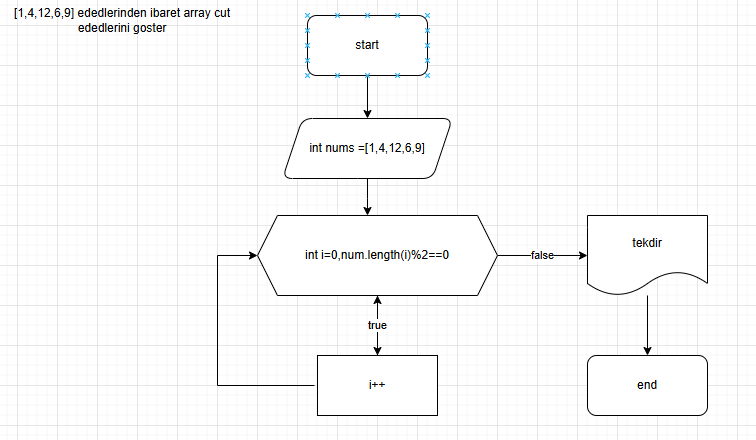 [1,4,12,6,9] ededlerinden ibaret array cut
ededlerini goster
start
int nums =[1,4,12,6,9]
int i=0,num.length(i)%2==0
false
tekdir
true
i++
end